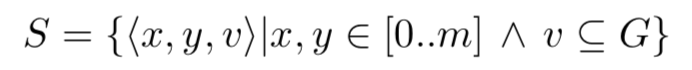 S = {⟨x, y, v⟩|x, y ∈ [0..m] ∧ v ⊆ G}